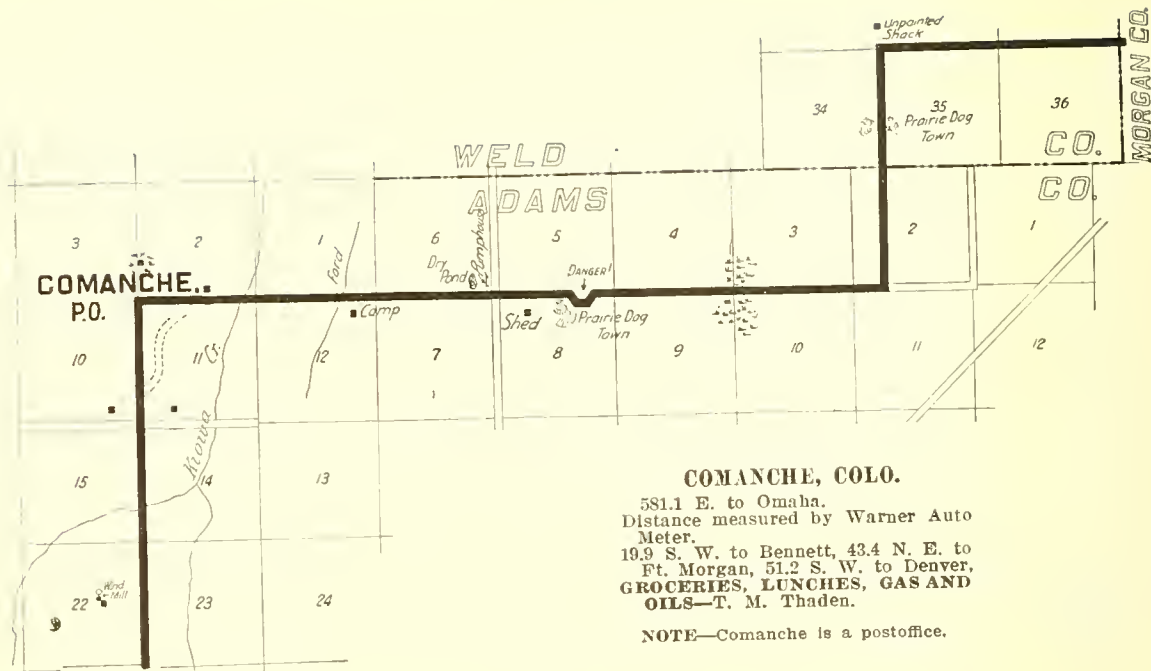 Unpainted
Shack
MORGAN CO.
34
35
36
Prairie Dog
Town
CO.
WELD
ADAMS
CO.
3
2
1
6
5
4
3
2
1
Ford
Dry
Pond
Pumphouse
DANGER!
COMANCHE.
P.O.
Camp
Shed
Prairie Dog
Town
10
11
Cr.
12
7
8
9
10
11
12
Kiowa
15
14
13
22
Wind
Mill
23
24
COMANCHE, COLO.
581.1 E. to Omaha.
Distance measured by Warner Auto
Meter.
19.9 S. W. to Bennett, 43.4 N. E. to
Ft. Morgan, 51.2 S. W. to Denver,
GROCERIES, LUNCHES, GAS AND
OILS—T. M. Thaden.
NOTE—Comanche is a postoffice.